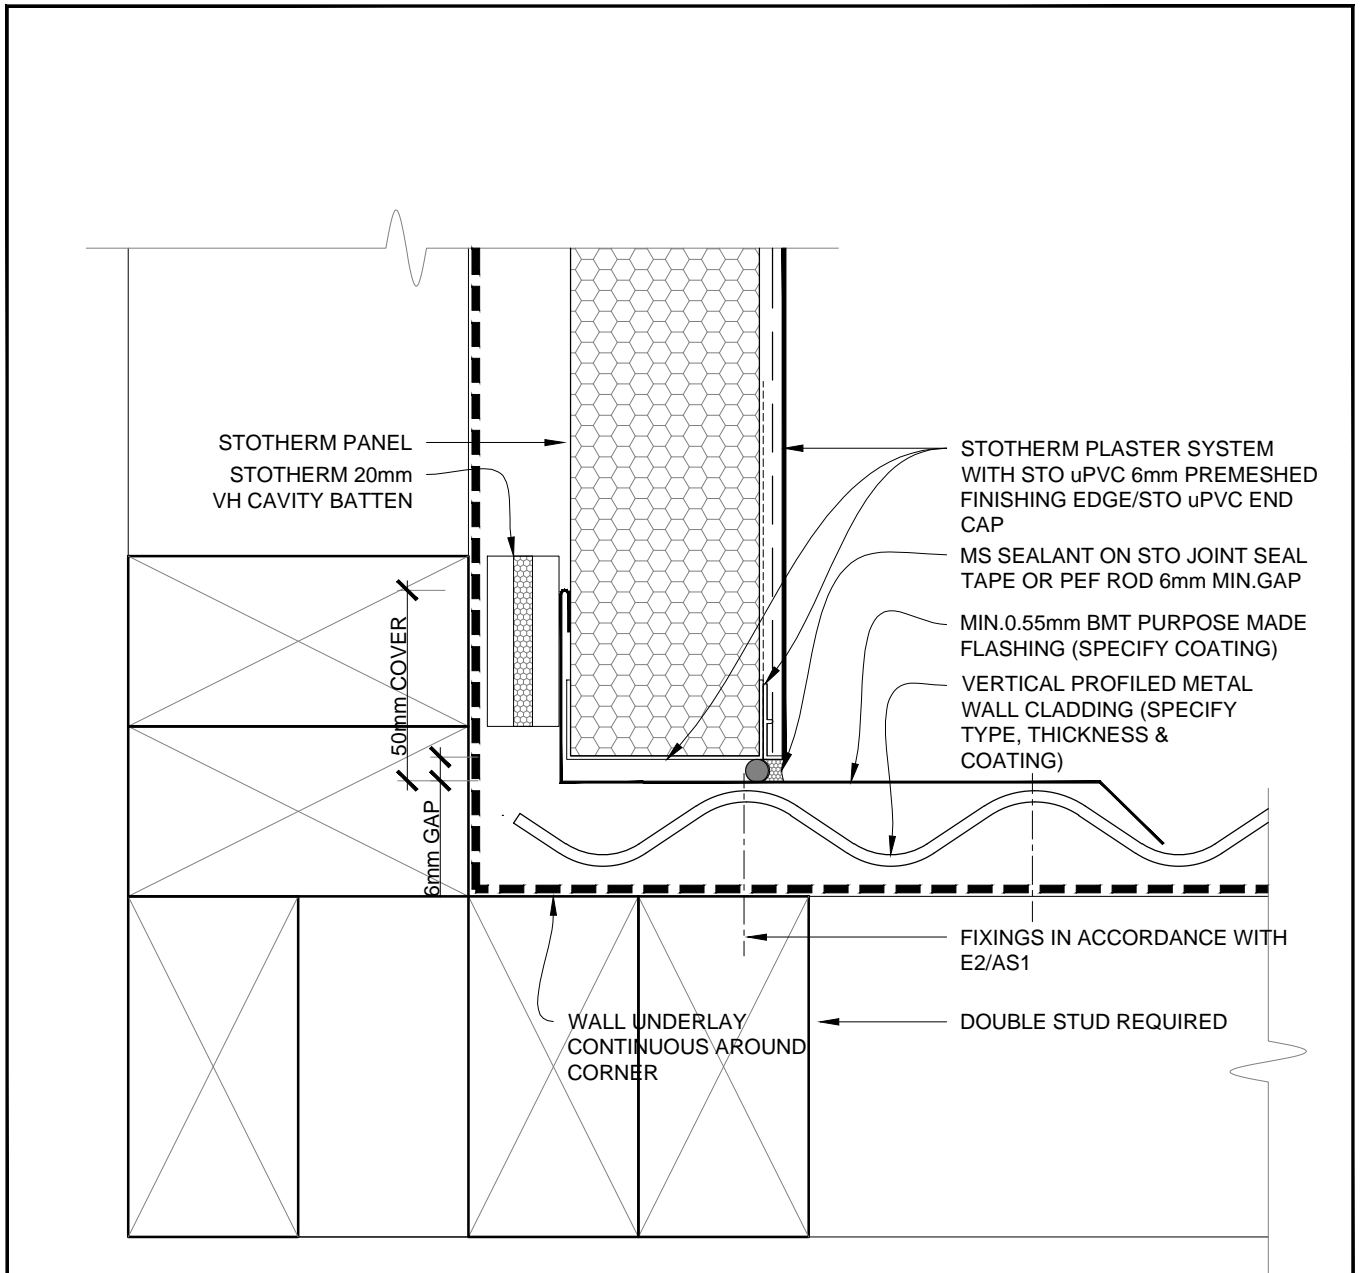 STOTHERM PANEL
STOTHERM 20mm
VH CAVITY BATTEN
50mm COVER
6mm GAP
STOTHERM PLASTER SYSTEM
WITH STO uPVC 6mm PREMESHED
FINISHING EDGE/STO uPVC END
CAP
MS SEALANT ON STO JOINT SEAL
TAPE OR PEF ROD 6mm MIN.GAP
MIN.0.55mm BMT PURPOSE MADE
FLASHING (SPECIFY COATING)
VERTICAL PROFILED METAL
WALL CLADDING (SPECIFY
TYPE, THICKNESS &
COATING)
FIXINGS IN ACCORDANCE WITH
E2/AS1
WALL UNDERLAY
CONTINUOUS AROUND
CORNER
DOUBLE STUD REQUIRED